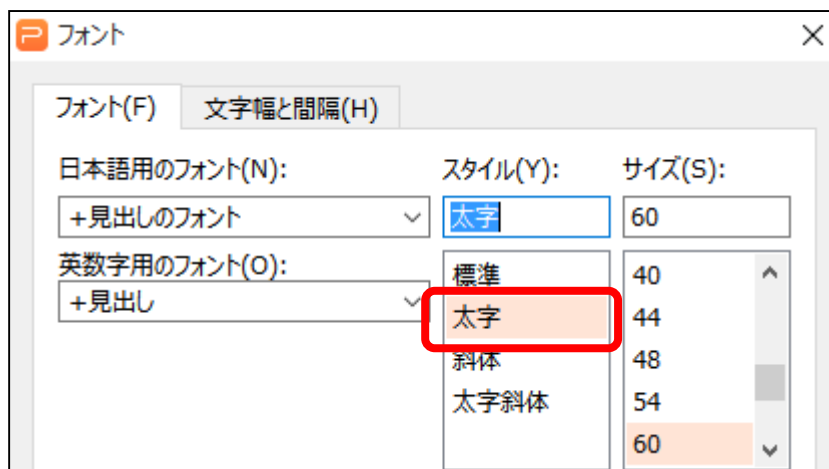 フォント
フォント(F) 文字幅と間隔(H)
日本語用のフォント(N): スタイル(Y): サイズ(S):
+見出しのフォント 太字 60
英数字用のフォント(O): 標準 40
+見出し 太字 44
斜体 48
太字斜体 54
60